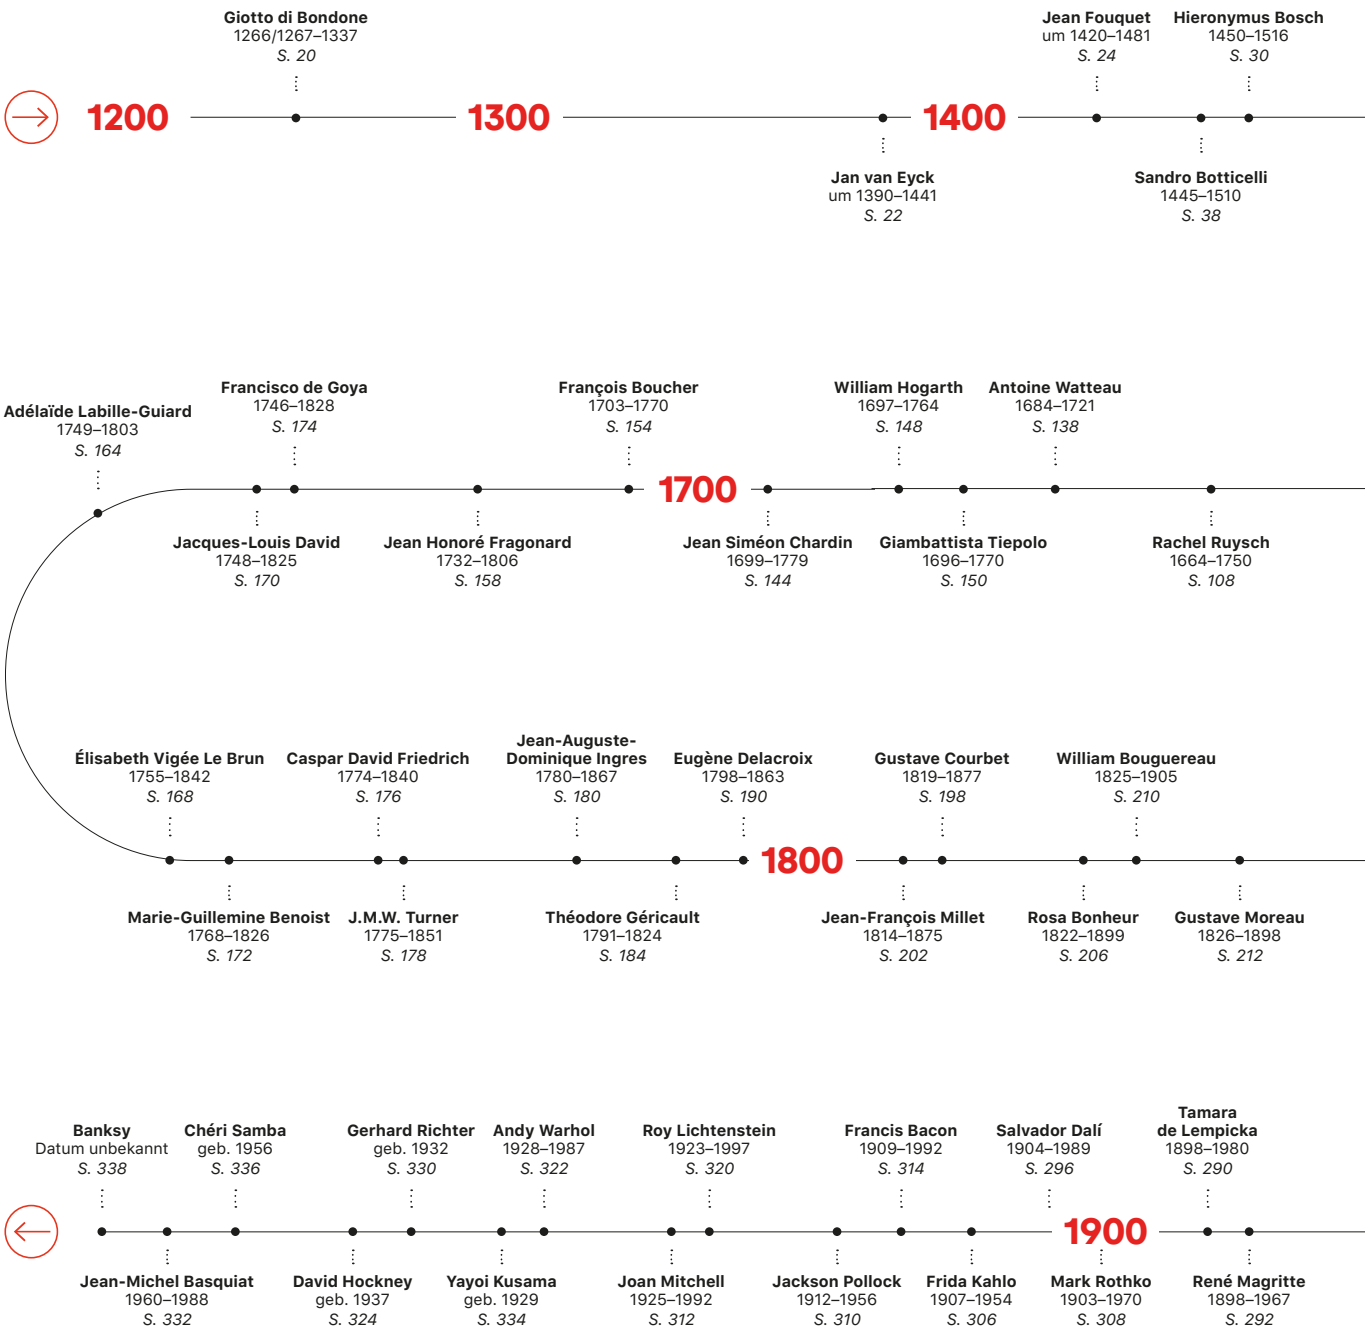 Giotto di Bondone
1266/1267–1337
S. 20
Jean Fouquet
um 1420–1481
S. 24
Hieronymus Bosch
1450–1516
S. 30
1200
1300
1400
Jan van Eyck
um 1390–1441
S. 22
Sandro Botticelli
1445–1510
S. 38
Adélaïde Labille-Guiard
1749–1803
S. 164
Francisco de Goya
1746–1828
S. 174
François Boucher
1703–1770
S. 154
William Hogarth
1697–1764
S. 148
Antoine Watteau
1684–1721
S. 138
1700
Jacques-Louis David
1748–1825
S. 170
Jean Honoré Fragonard
1732–1806
S. 158
Jean Siméon Chardin
1699–1779
S. 144
Giambattista Tiepolo
1696–1770
S. 150
Rachel Ruysch
1664–1750
S. 108
Élisabeth Vigée Le Brun
1755–1842
S. 168
Caspar David Friedrich
1774–1840
S. 176
Jean-Auguste-
Dominique Ingres
1780–1867
S. 180
Eugène Delacroix
1798–1863
S. 190
Gustave Courbet
1819–1877
S. 198
William Bouguereau
1825–1905
S. 210
1800
Marie-Guillemine Benoist
1768–1826
S. 172
J.M.W. Turner
1775–1851
S. 178
Théodore Géricault
1791–1824
S. 184
Jean-François Millet
1814–1875
S. 202
Rosa Bonheur
1822–1899
S. 206
Gustave Moreau
1826–1898
S. 212
Banksy
Datum unbekannt
S. 338
Chéri Samba
geb. 1956
S. 336
Gerhard Richter
geb. 1932
S. 330
Andy Warhol
1928–1987
S. 322
Roy Lichtenstein
1923–1997
S. 320
Francis Bacon
1909–1992
S. 314
Salvador Dalí
1904–1989
S. 296
Tamara
de Lempicka
1898–1980
S. 290
1900
Jean-Michel Basquiat
1960–1988
S. 332
David Hockney
geb. 1937
S. 324
Yayoi Kusama
geb. 1929
S. 334
Joan Mitchell
1925–1992
S. 312
Jackson Pollock
1912–1956
S. 310
Frida Kahlo
1907–1954
S. 306
Mark Rothko
1903–1970
S. 308
René Magritte
1898–1967
S. 292